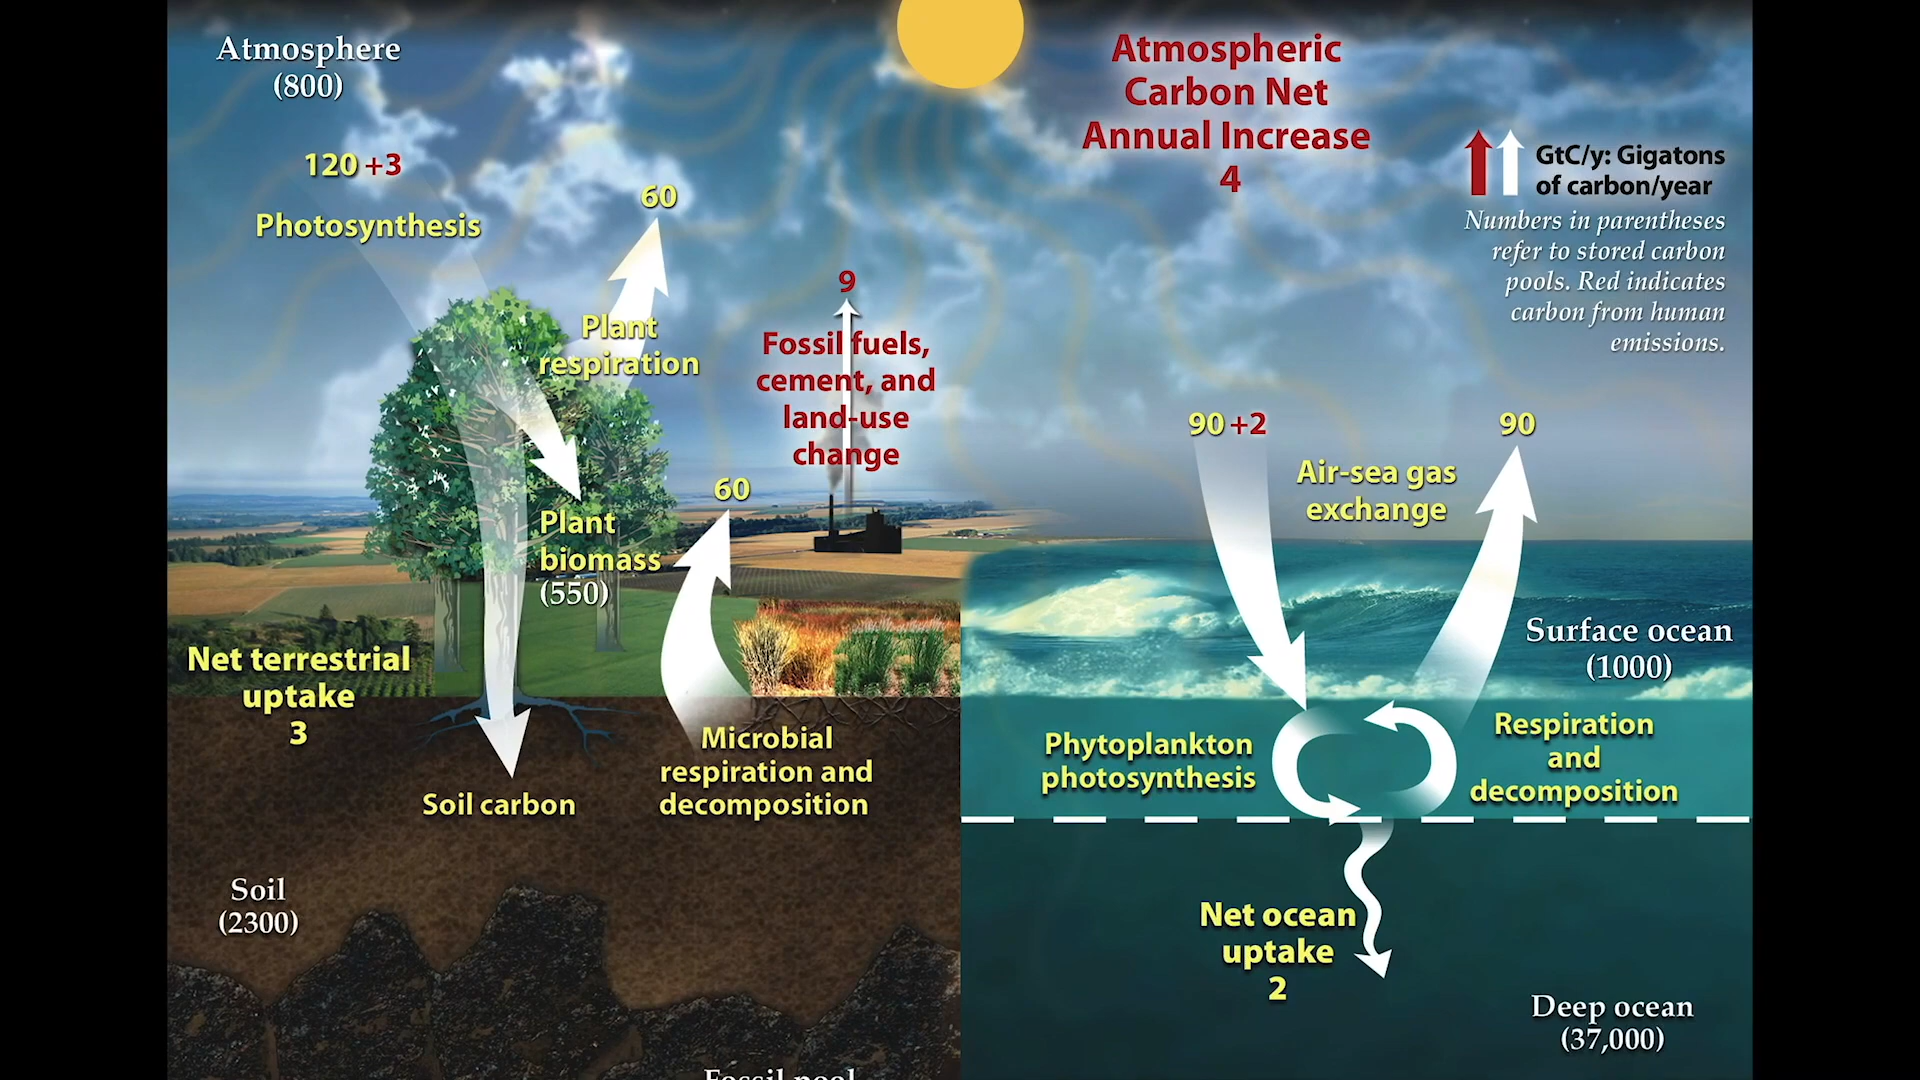 Atmosphere
(800)
120 +3
Photosynthesis
60
Plant
respiration
9
Fossil fuels,
cement, and
land-use
change
Atmospheric
Carbon Net
Annual Increase
4
GtC/y: Gigatons
of carbon/year
Numbers in parentheses
refer to stored carbon
pools. Red indicates
carbon from human
emissions.
60
Plant
biomass
(550)
90 +2
Air-sea gas
exchange
90
Surface ocean
(1000)
Net terrestrial
uptake
3
Soil carbon
Microbial
respiration and
decomposition
Phytoplankton
photosynthesis
Respiration
and
decomposition
Soil
(2300)
Net ocean
uptake
2
Deep ocean
(37,000)
Fossil pool